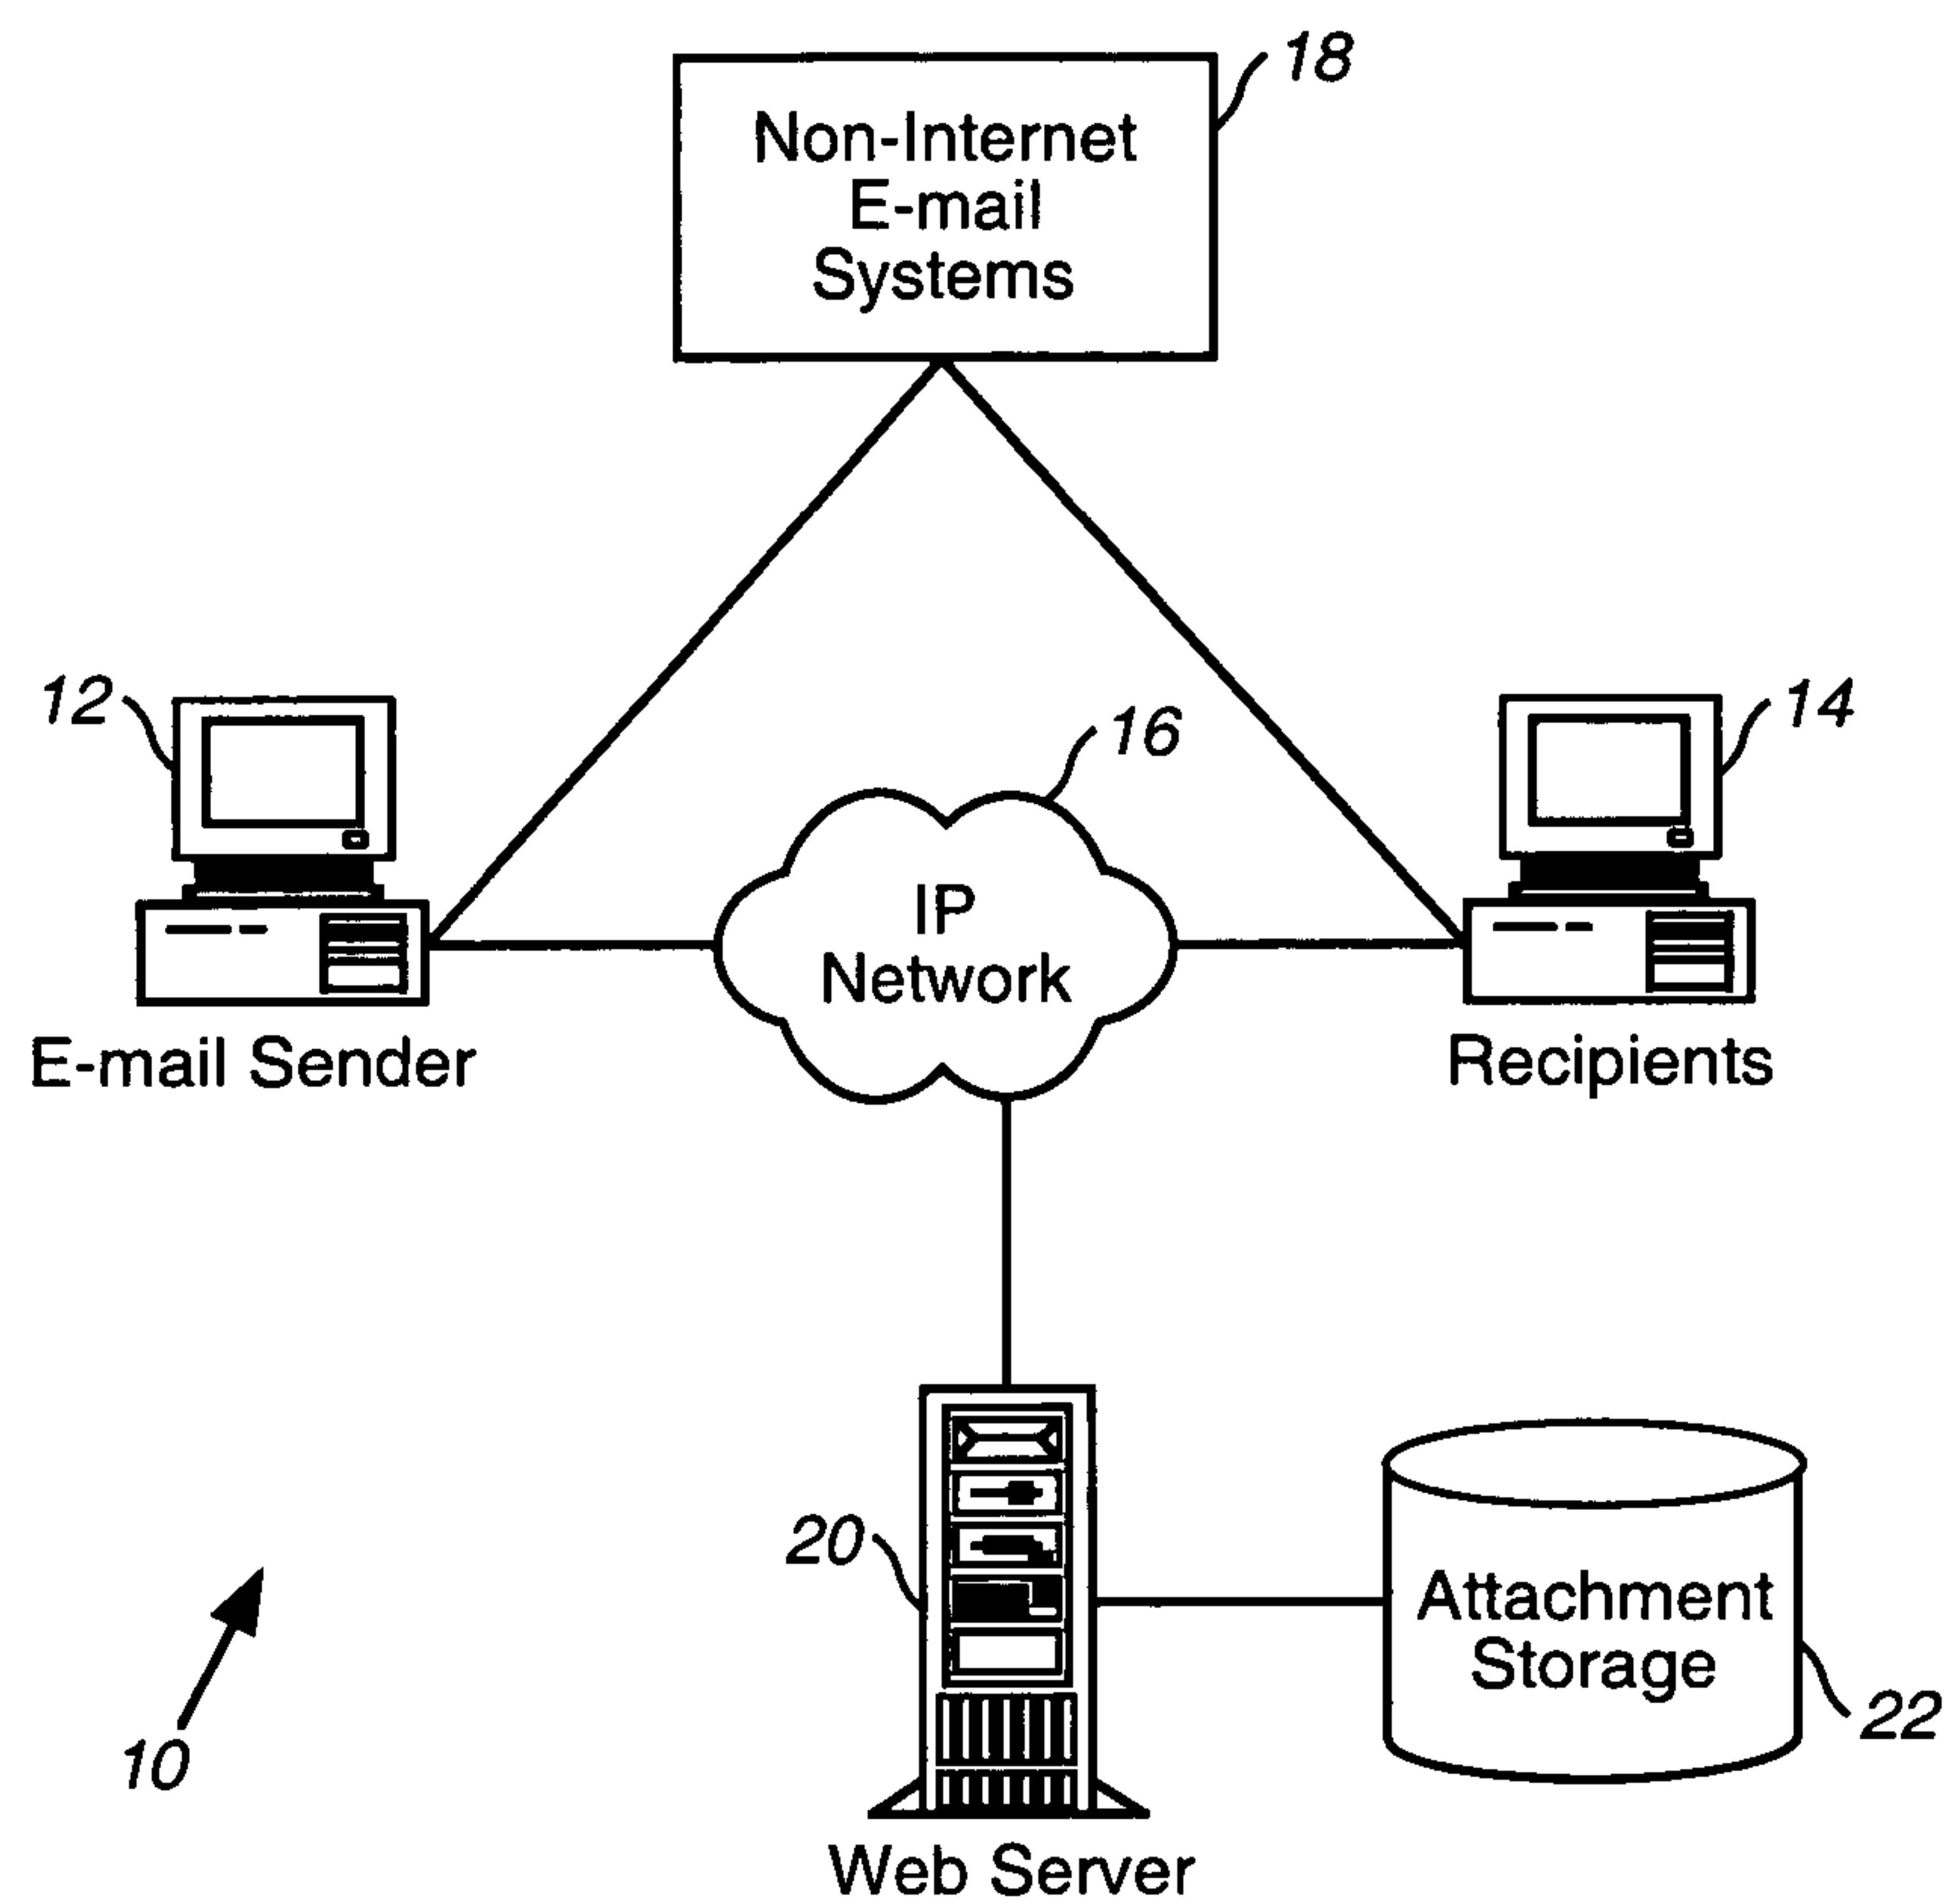 18
Non-Internet
E-mail
Systems
12
14
16
IP
Network
E-mail Sender
Recipients
20
Attachment
Storage
22
10
Web Server